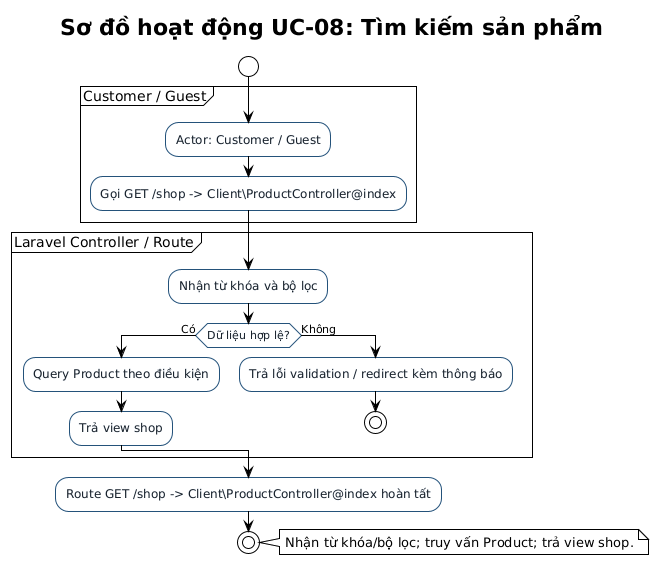 Sơ đồ hoạt động UC-08: Tìm kiếm sản phẩm
Customer / Guest
Actor: Customer / Guest
Gọi GET /shop -> Client\ProductController@index
Laravel Controller / Route
Nhận từ khóa và bộ lọc
Dữ liệu hợp lệ?
Có
Không
Query Product theo điều kiện
Trả lỗi validation / redirect kèm thông báo
Trả view shop
Route GET /shop -> Client\ProductController@index hoàn tất
Nhận từ khóa/bộ lọc; truy vấn Product; trả view shop.